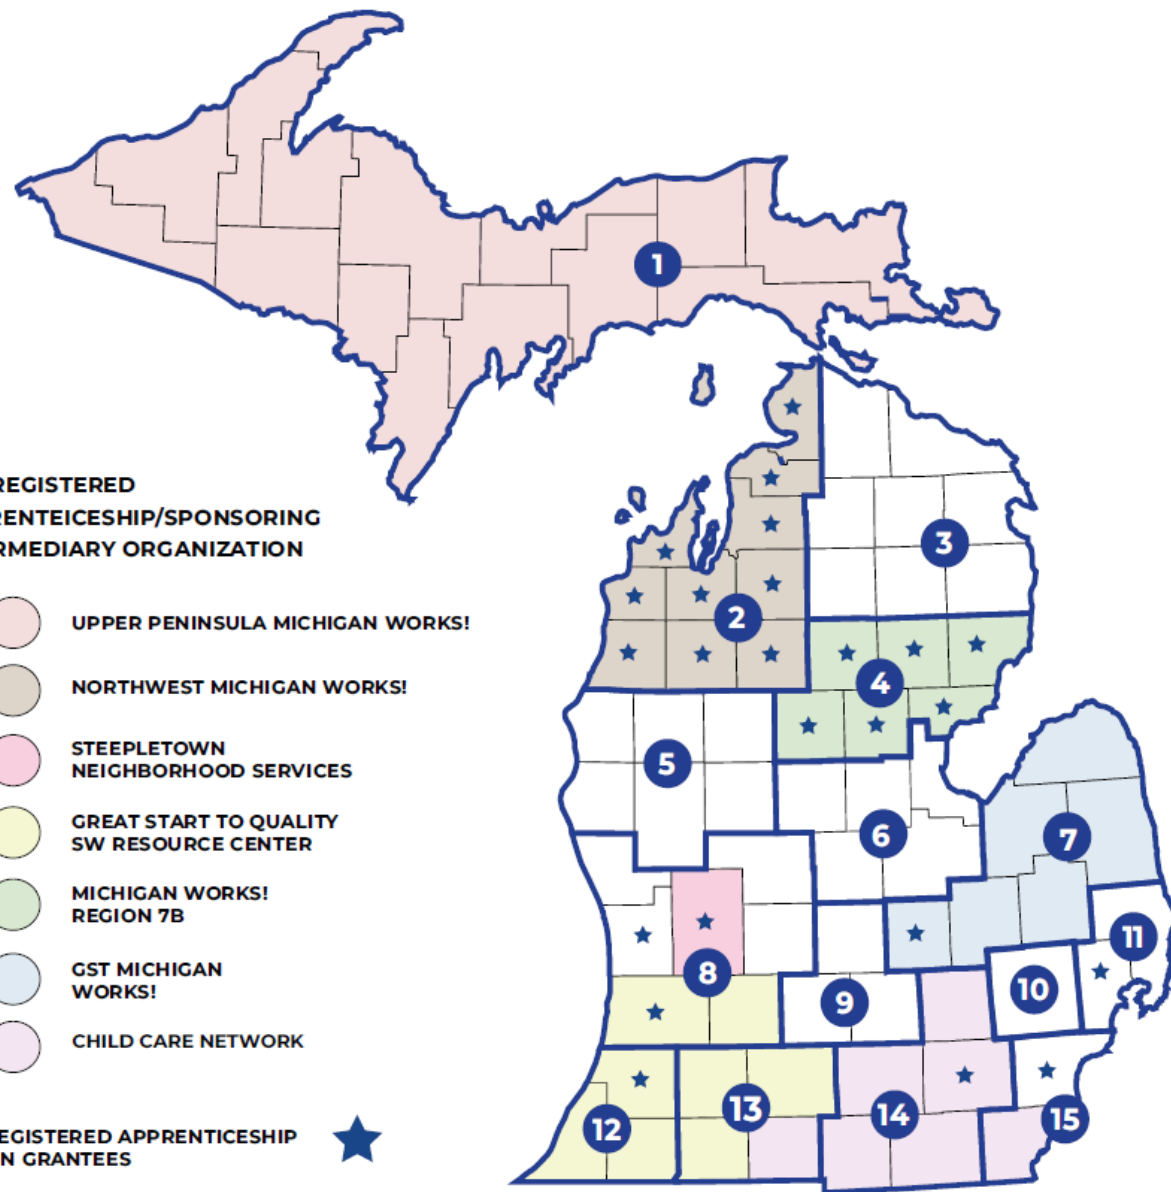 1
2
3
4
5
6
7
8
9
10
11
12
13
14
15
REGISTERED
RENTEICESHIP/SPONSORING
ERMEDIARY ORGANIZATION
UPPER PENINSULA MICHIGAN WORKS!
NORTHWEST MICHIGAN WORKS!
STEEPLETOWN
NEIGHBORHOOD SERVICES
GREAT START TO QUALITY
SW RESOURCE CENTER
MICHIGAN WORKS!
REGION 7B
GST MICHIGAN
WORKS!
CHILD CARE NETWORK
EGISTERED APPRENTICESHIP
N GRANTEES